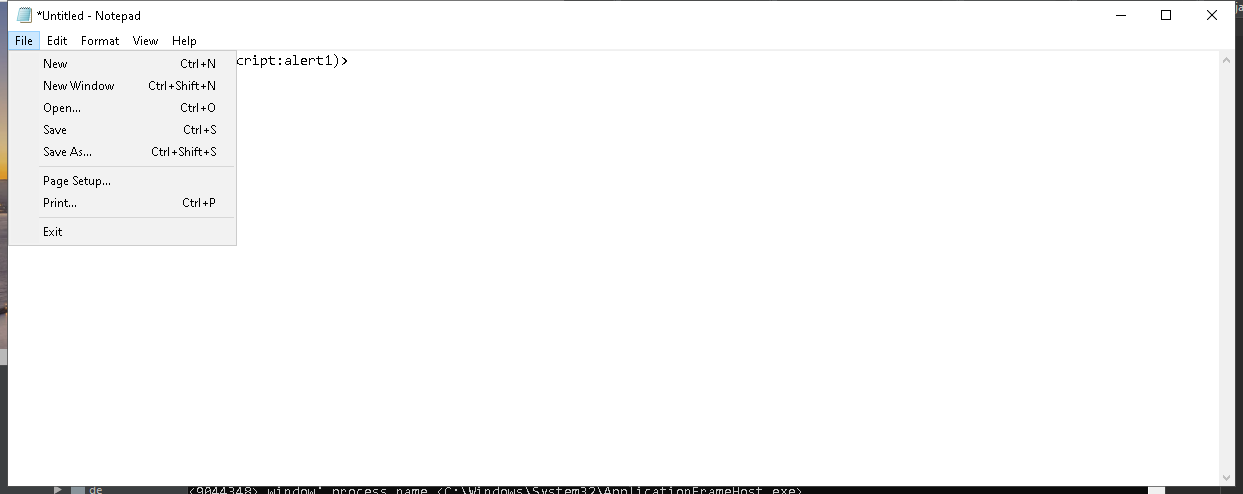 *Untitled - Notepad
File Edit Format View Help
cript:alert1)>
New Ctrl+N
New Window Ctrl+Shift+N
Open... Ctrl+O
Save Ctrl+S
Save As... Ctrl+Shift+S
Page Setup...
Print... Ctrl+P
Exit
de <9044348> window' process name <C:\Windows\System32\ApplicationFrameHost.exe>